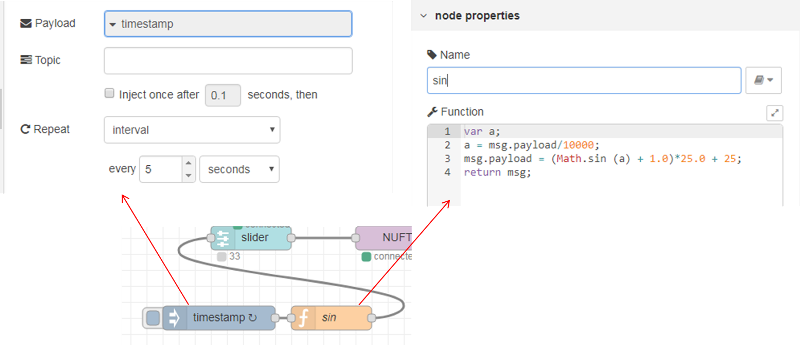 Payload
timestamp
Topic
Inject once after 0.1 seconds, then
Repeat
interval
every 5 seconds
node properties
Name
sin
Function
1 var a;
2 a = msg.payload/10000;
3 msg.payload = (Math.sin (a) + 1.0)*25.0 + 25;
4 return msg;
slider
NUFT
33
connecte
timestamp ↻
sin